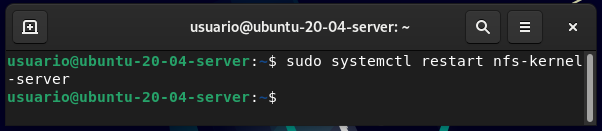 usuario@ubuntu-20-04-server: ~
usuario@ubuntu-20-04-server:~$ sudo systemctl restart nfs-kernel
-server
usuario@ubuntu-20-04-server:~$